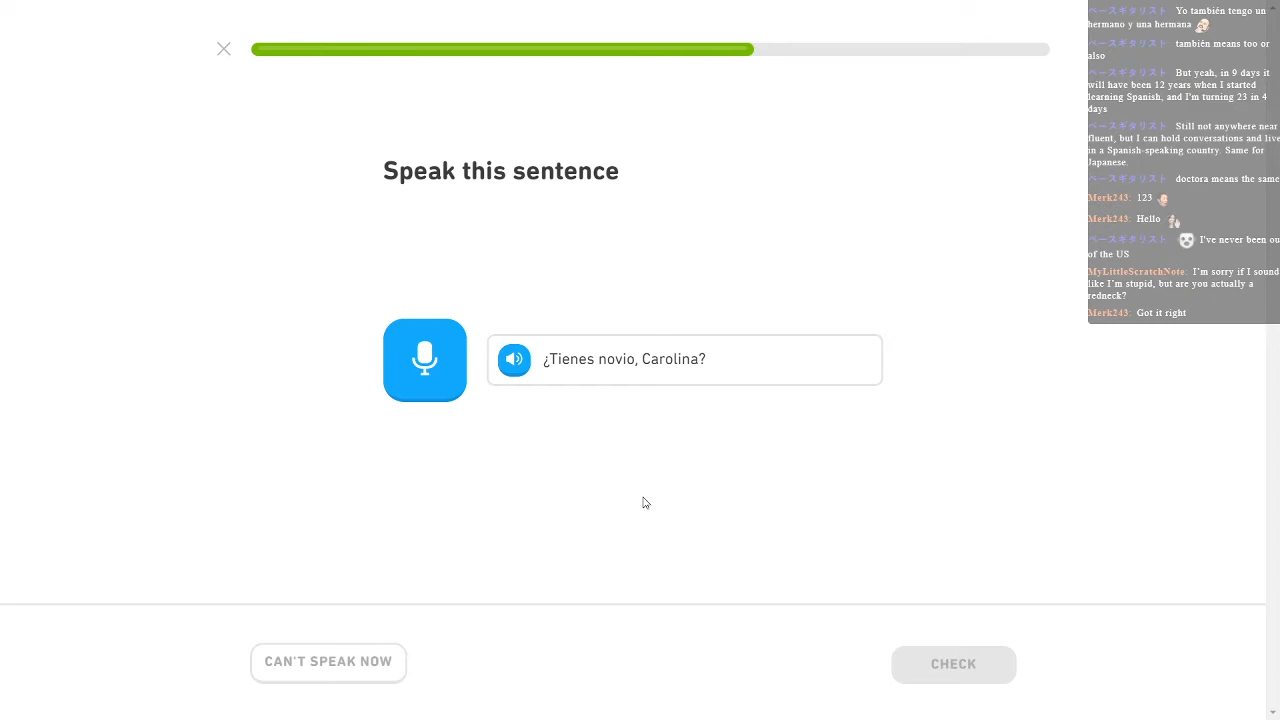 Speak this sentence
¿Tienes novio, Carolina?
CAN'T SPEAK NOW
CHECK
ベースギタリスト Yo también tengo un
hermano y una hermana
ベースギタリスト también means too or
also
ベースギタリスト But yeah, in 9 days it
will have been 12 years when I started
learning Spanish, and I'm turning 23 in 4
days
ベースギタリスト Still not anywhere near
fluent, but I can hold conversations and live
in a Spanish-speaking country. Same for
Japanese.
ベースギタリスト doctora means the same
Merk243: 123
Merk243: Hello
ベースギタリスト I've never been ou
of the US
MyLittleScratchNote: I'm sorry if I sound
like I'm stupid, but are you actually a
redneck?
Merk243: Got it right